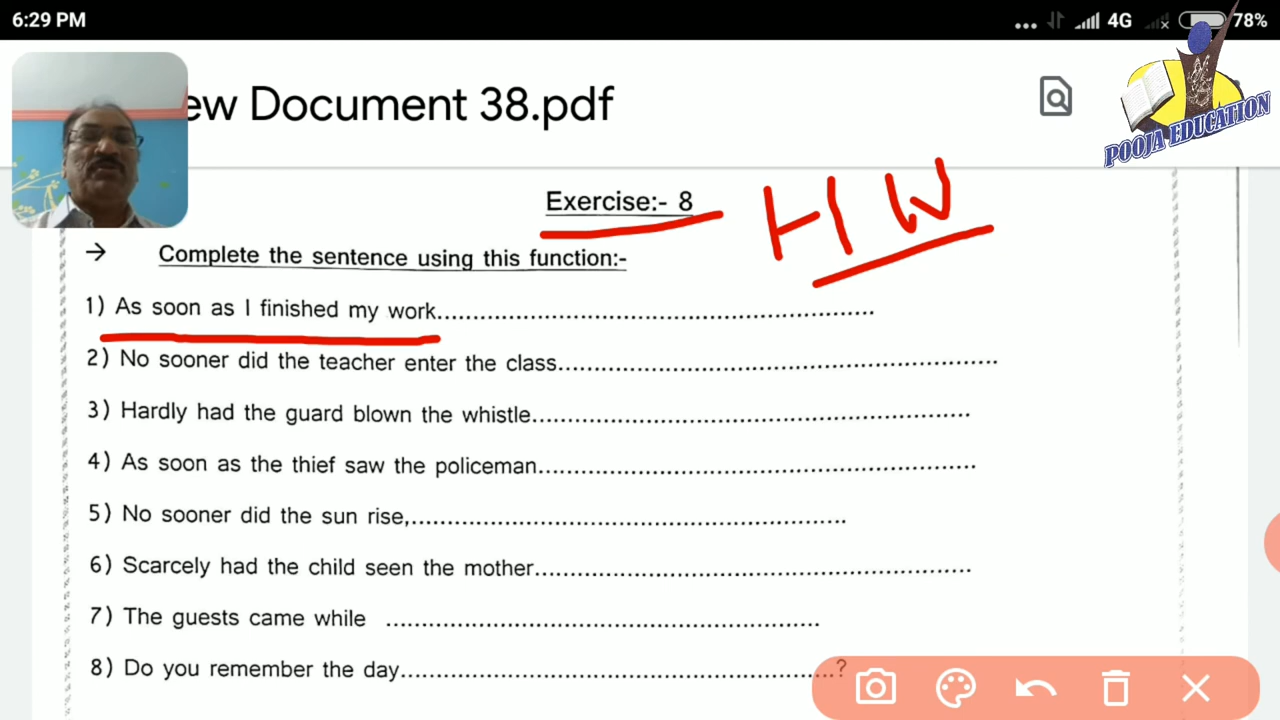 6:29 PM
4G
78%
ew Document 38.pdf
POOJA EDUCATION
Exercise:- 8
H W
→ Complete the sentence using this function:-
1) As soon as I finished my work..................................................
2) No sooner did the teacher enter the class..................................................
3) Hardly had the guard blown the whistle..................................................
4) As soon as the thief saw the policeman..................................................
5) No sooner did the sun rise,..................................................
6) Scarcely had the child seen the mother..................................................
7) The guests came while ..................................................
8) Do you remember the day..................................................?